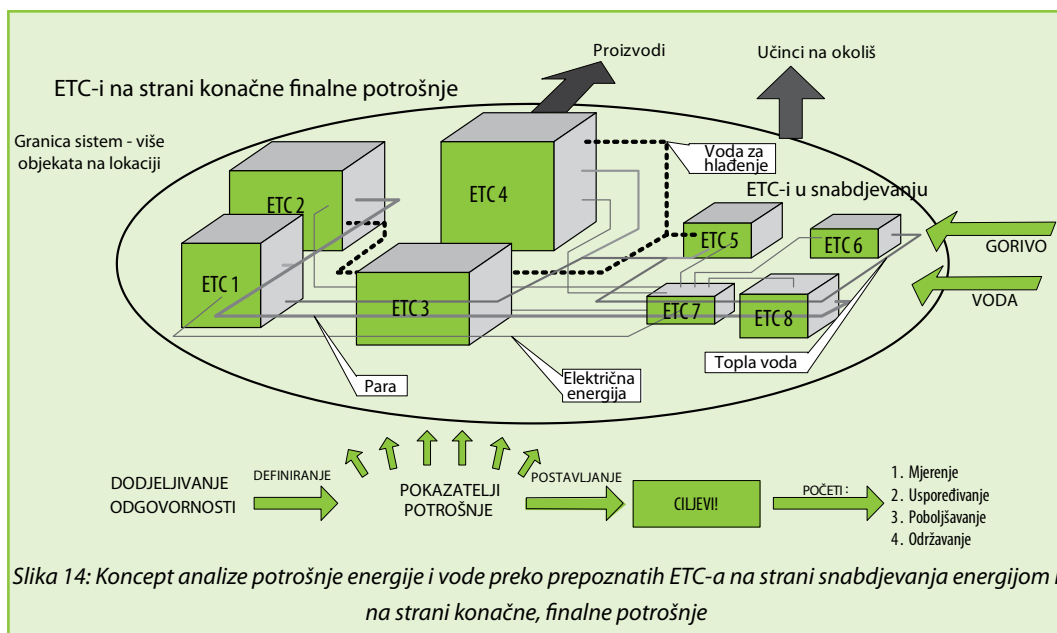 Proizvodi
Učinci na okoliš
ETC-i na strani konačne finalne potrošnje
Granica sistem - više
objekata na lokaciji
Voda za
hlađenje
ETC-i u snabdjevanju
ETC 2
ETC 4
ETC 5
ETC 6
GORIVO
ETC 1
ETC 3
ETC 7
ETC 8
VODA
Para
Električna
energija
Topla voda
DODJELJIVANJE
ODGOVORNOSTI
DEFINIRANJE
POKAZATELJI
POTROŠNJE
POSTAVLJANJE
CILJEVI!
POČETI :
1. Mjerenje
2. Uspoređivanje
3. Poboljšavanje
4. Održavanje
Slika 14: Koncept analize potrošnje energije i vode preko prepoznatih ETC-a na strani snabdjevanja energijom i
na strani konačne, finalne potrošnje